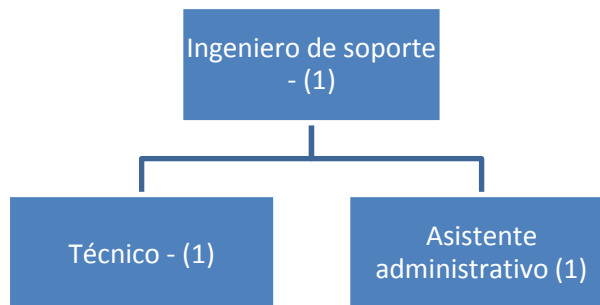 Ingeniero de soporte
- (1)
Técnico - (1)
Asistente
administrativo (1)